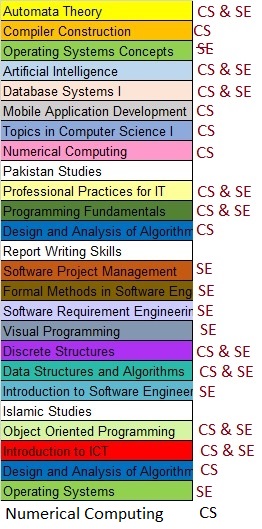 Automata Theory CS & SE
Compiler Construction CS
Operating Systems Concepts SE
Artificial Intelligence CS & SE
Database Systems I CS & SE
Mobile Application Development CS
Topics in Computer Science I CS
Numerical Computing CS
Pakistan Studies
Professional Practices for IT CS & SE
Programming Fundamentals CS & SE
Design and Analysis of Algorithm CS
Report Writing Skills
Software Project Management SE
Formal Methods in Software Eng SE
Software Requirement Engineerin SE
Visual Programming SE
Discrete Structures CS & SE
Data Structures and Algorithms CS & SE
Introduction to Software Engineer SE
Islamic Studies
Object Oriented Programming CS & SE
Introduction to ICT CS & SE
Design and Analysis of Algorithm CS
Operating Systems SE
Numerical Computing CS